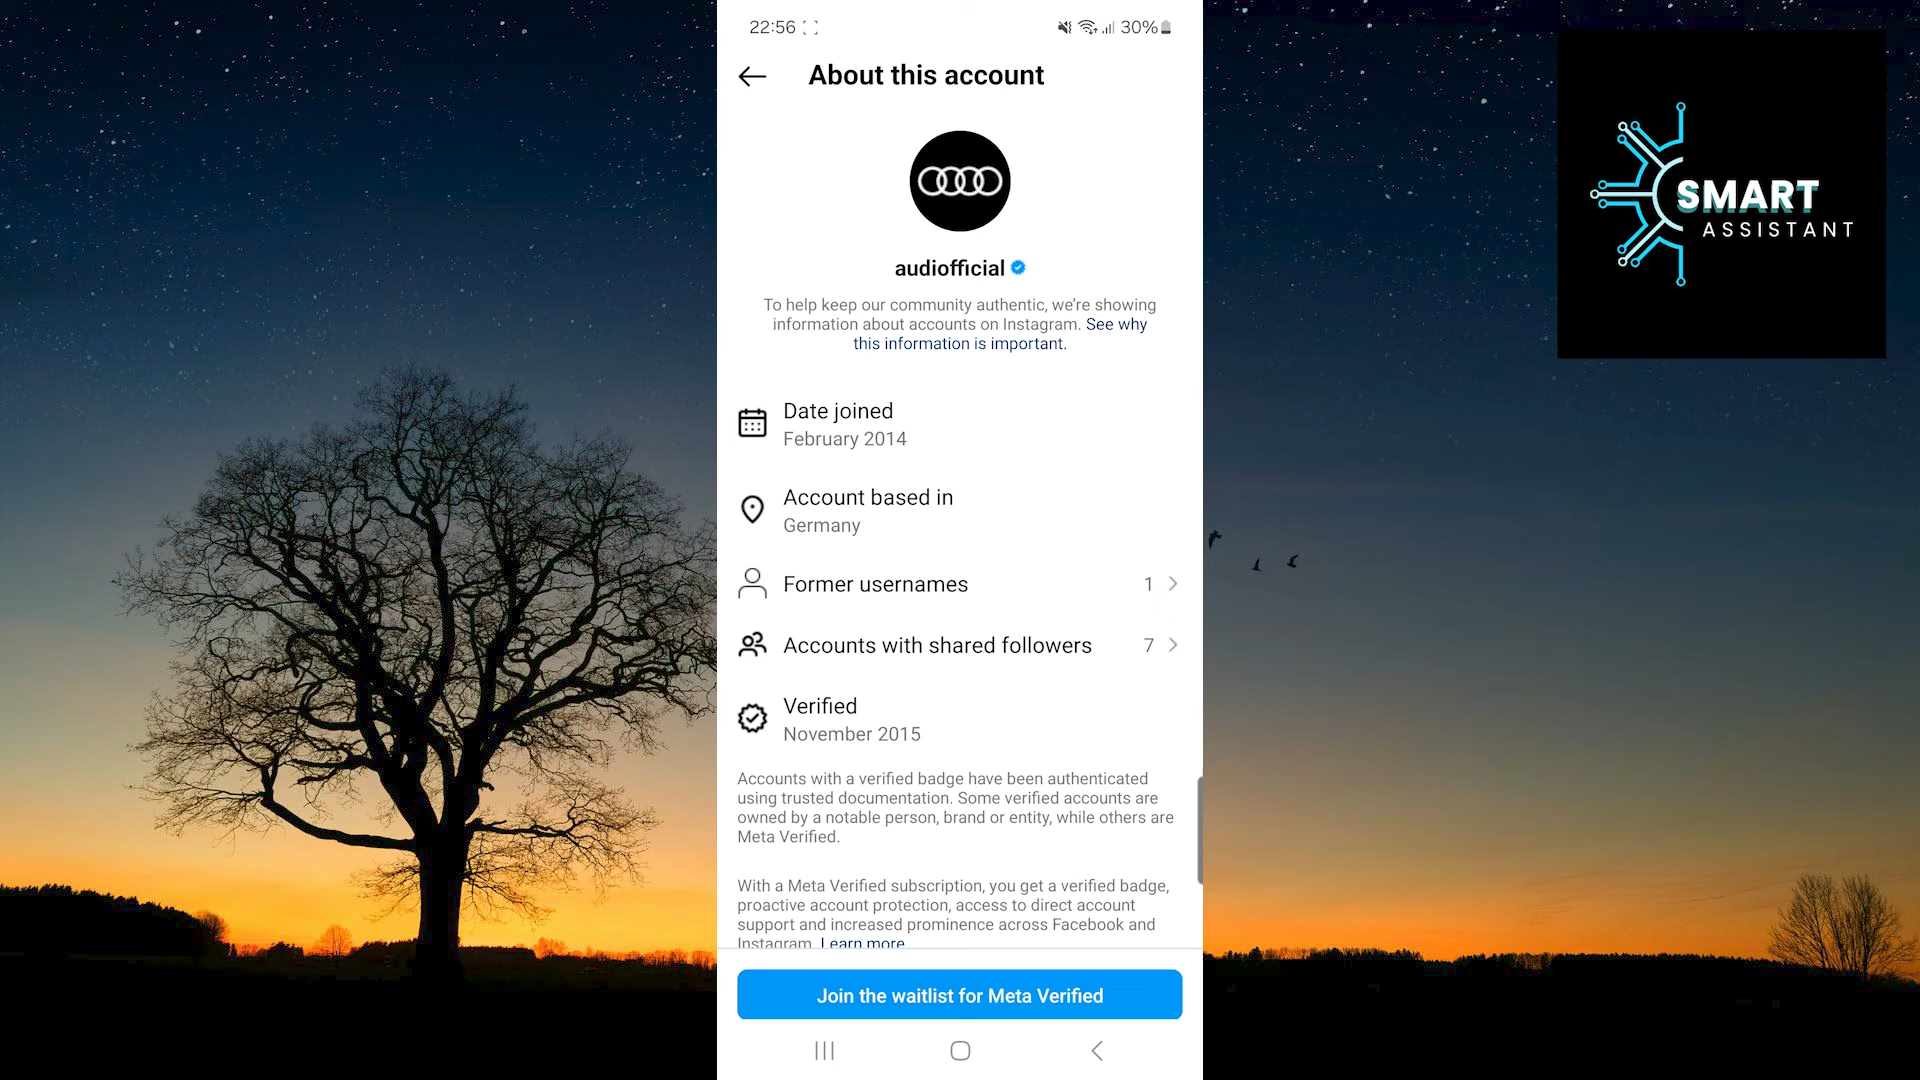 22:56
30%
About this account
audiofficial
To help keep our community authentic, we're showing
information about accounts on Instagram. See why
this information is important.
Date joined
February 2014
Account based in
Germany
Former usernames 1
Accounts with shared followers 7
Verified
November 2015
Accounts with a verified badge have been authenticated
using trusted documentation. Some verified accounts are
owned by a notable person, brand or entity, while others are
Meta Verified.
With a Meta Verified subscription, you get a verified badge,
proactive account protection, access to direct account
support and increased prominence across Facebook and
Instagram. Learn more
Join the waitlist for Meta Verified
SMART
ASSISTANT